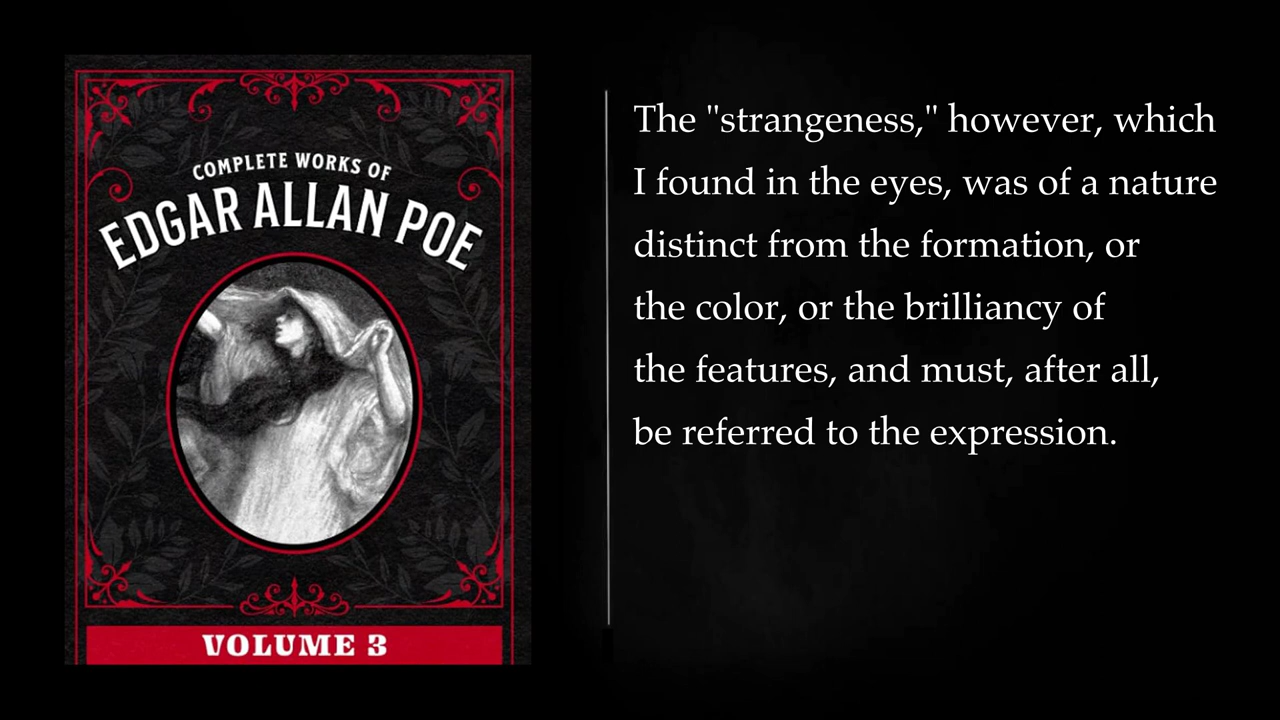 COMPLETE WORKS OF
EDGAR ALLAN POE
VOLUME 3
The "strangeness," however, which
I found in the eyes, was of a nature
distinct from the formation, or
the color, or the brilliancy of
the features, and must, after all,
be referred to the expression.